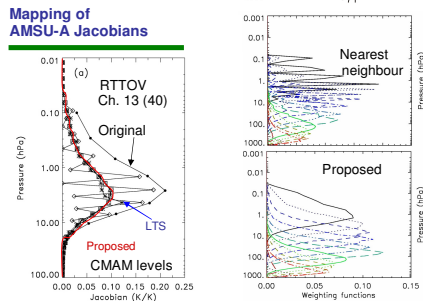 Mapping of
AMSU-A Jacobians
0.01
0.10
1.00
10.00
100.00
Pressure (hPa)
(a)
RTTOV
Ch. 13 (40)
Original
LTS
Proposed
CMAM levels
0.00 0.05 0.10 0.15 0.20 0.25
Jacobian (K/K)
0.001
0.01
0.1
1.
10.
100.
1000.
Nearest
neighbour
Pressure (hPa)
0.001
0.01
0.1
1.
10.
100.
1000.
Proposed
Pressure (hPa)
0.00 0.05 0.10 0.15
Weighting functions